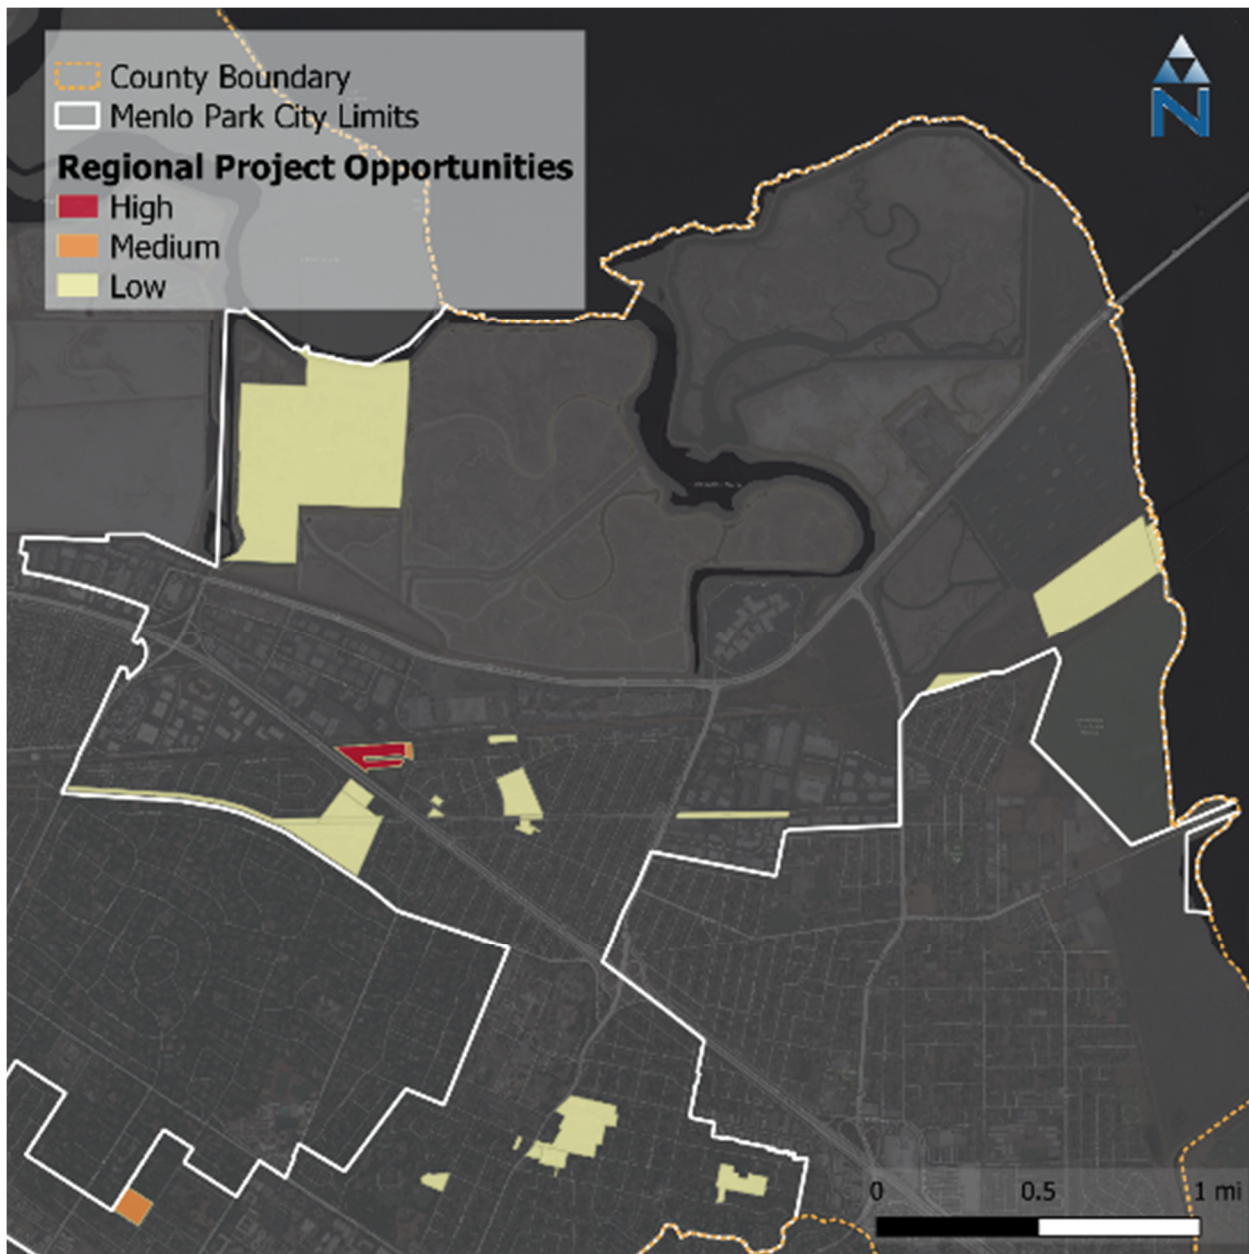 County Boundary
Menlo Park City Limits
Regional Project Opportunities
High
Medium
Low
N
0 0.5 1 mi